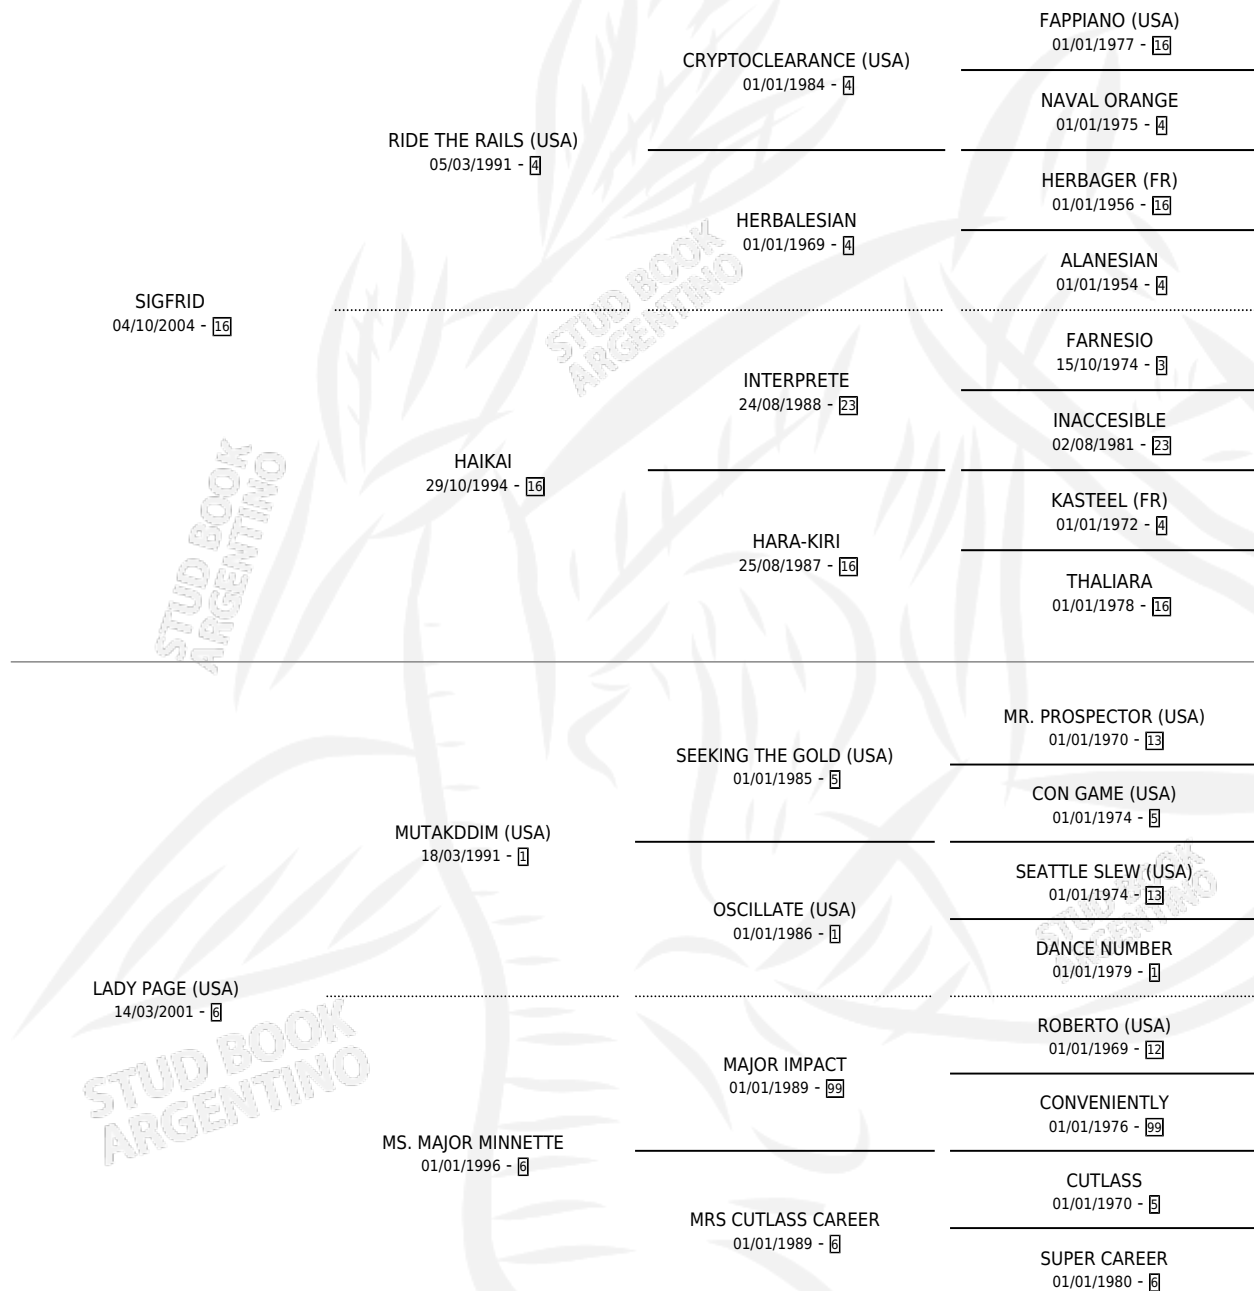 FAPPIANO (USA)
01/01/1977 - 16
CRYPTOCLEARANCE (USA)
01/01/1984 - 4
NAVAL ORANGE
01/01/1975 - 4
RIDE THE RAILS (USA)
05/03/1991 - 4
HERBAGER (FR)
01/01/1956 - 16
HERBALESIAN
01/01/1969 - 4
ALANESIAN
01/01/1954 - 4
SIGFRID
04/10/2004 - 16
FARNESIO
15/10/1974 - 3
INTERPRETE
24/08/1988 - 23
INACCESIBLE
02/08/1981 - 23
HAIKAI
29/10/1994 - 16
KASTEEL (FR)
01/01/1972 - 4
HARA-KIRI
25/08/1987 - 16
THALIARA
01/01/1978 - 16
STUD BOOK
ARGENTINO
STUD BOOK
ARGENTINO
MR. PROSPECTOR (USA)
01/01/1970 - 13
SEEKING THE GOLD (USA)
01/01/1985 - 5
CON GAME (USA)
01/01/1974 - 5
MUTAKDDIM (USA)
18/03/1991 - 1
SEATTLE SLEW (USA)
01/01/1974 - 13
OSCILLATE (USA)
01/01/1986 - 1
DANCE NUMBER
01/01/1979 - 1
LADY PAGE (USA)
14/03/2001 - 6
ROBERTO (USA)
01/01/1969 - 12
MAJOR IMPACT
01/01/1989 - 99
CONVENIENTLY
01/01/1976 - 99
MS. MAJOR MINNETTE
01/01/1996 - 6
CUTLASS
01/01/1970 - 5
MRS CUTLASS CAREER
01/01/1989 - 6
SUPER CAREER
01/01/1980 - 6
STUD BOOK
ARGENTINO
STUD BOOK
ARGENTINO